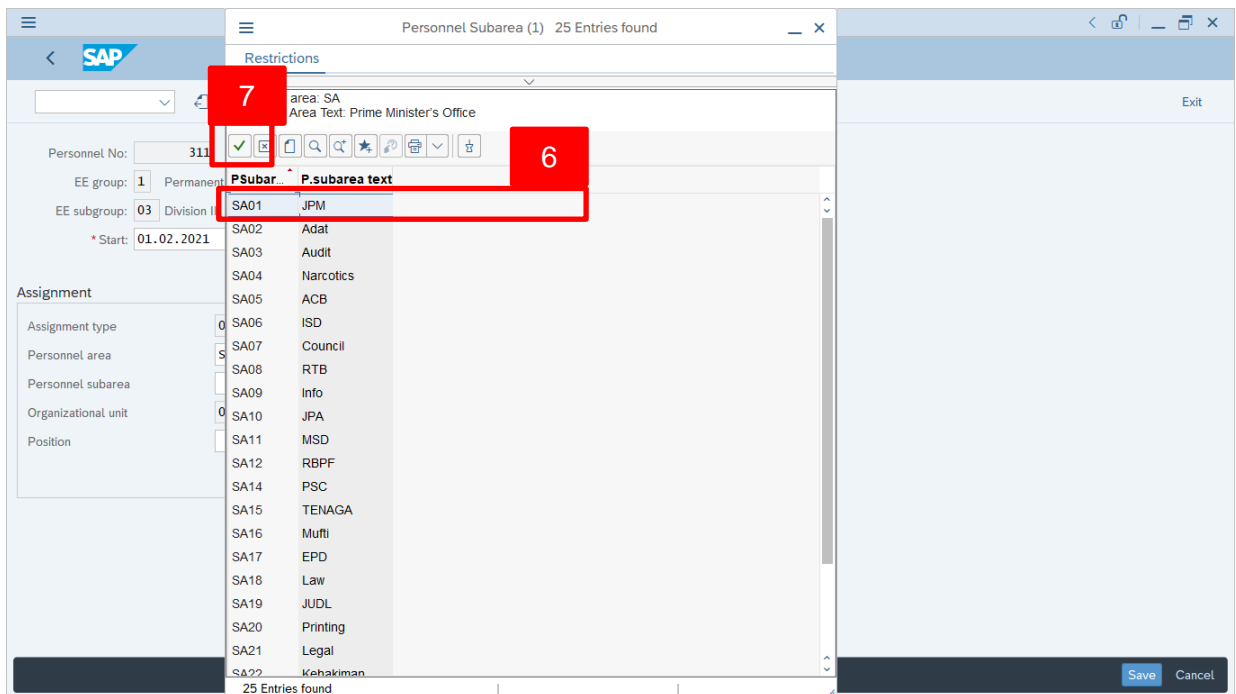 Personnel Subarea (1) 25 Entries found
SAP
Restrictions
7
area: SA
Area Text: Prime Minister's Office
Exit
6
Personnel No: 311
EE group: 1 Permanent
EE subgroup: 03 Division II
* Start: 01.02.2021
Assignment
Assignment type 0
Personnel area S
Personnel subarea
Organizational unit 0
Position
PSubar... P.subarea text
SA01 JPM
SA02 Adat
SA03 Audit
SA04 Narcotics
SA05 ACB
SA06 ISD
SA07 Council
SA08 RTB
SA09 Info
SA10 JPA
SA11 MSD
SA12 RBPF
SA14 PSC
SA15 TENAGA
SA16 Mufti
SA17 EPD
SA18 Law
SA19 JUDL
SA20 Printing
SA21 Legal
SA22 Kehakiman
25 Entries found
Save Cancel